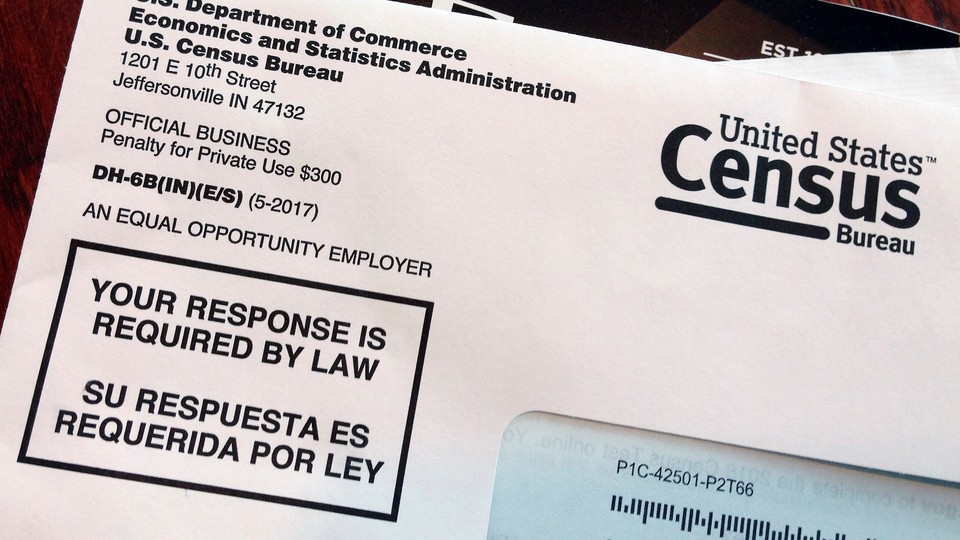 U.S. Department of Commerce
Economics and Statistics Administration
U.S. Census Bureau
1201 E 10th Street
Jeffersonville IN 47132
OFFICIAL BUSINESS
Penalty for Private Use $300
DH-6B(IN)(E/S) (5-2017)
AN EQUAL OPPORTUNITY EMPLOYER
YOUR RESPONSE IS
REQUIRED BY LAW
SU RESPUESTA ES
REQUERIDA POR LEY
EST
United States™
Census
Bureau
P1C-42501-P2T66